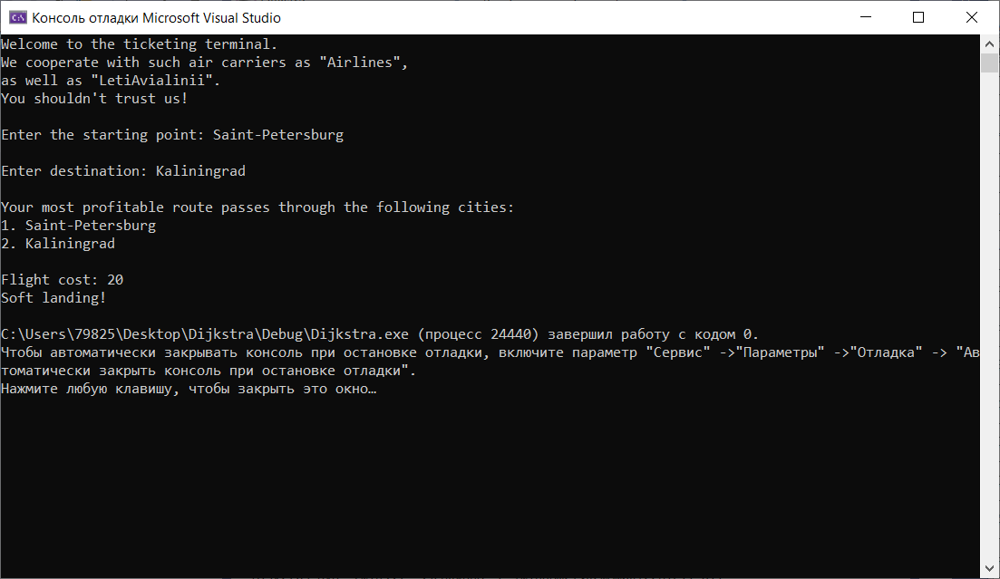 Консоль отладки Microsoft Visual Studio
Welcome to the ticketing terminal.
We cooperate with such air carriers as "Airlines",
as well as "LetiAvialinii".
You shouldn't trust us!
Enter the starting point: Saint-Petersburg
Enter destination: Kaliningrad
Your most profitable route passes through the following cities:
1. Saint-Petersburg
2. Kaliningrad
Flight cost: 20
Soft landing!
C:\Users\79825\Desktop\Dijkstra\Debug\Dijkstra.exe (процесс 24440) завершил работу с кодом 0.
Чтобы автоматически закрывать консоль при остановке отладки, включите параметр "Сервис" ->"Параметры" ->"Отладка" -> "Ав
томатически закрыть консоль при остановке отладки".
Нажмите любую клавишу, чтобы закрыть это окно…